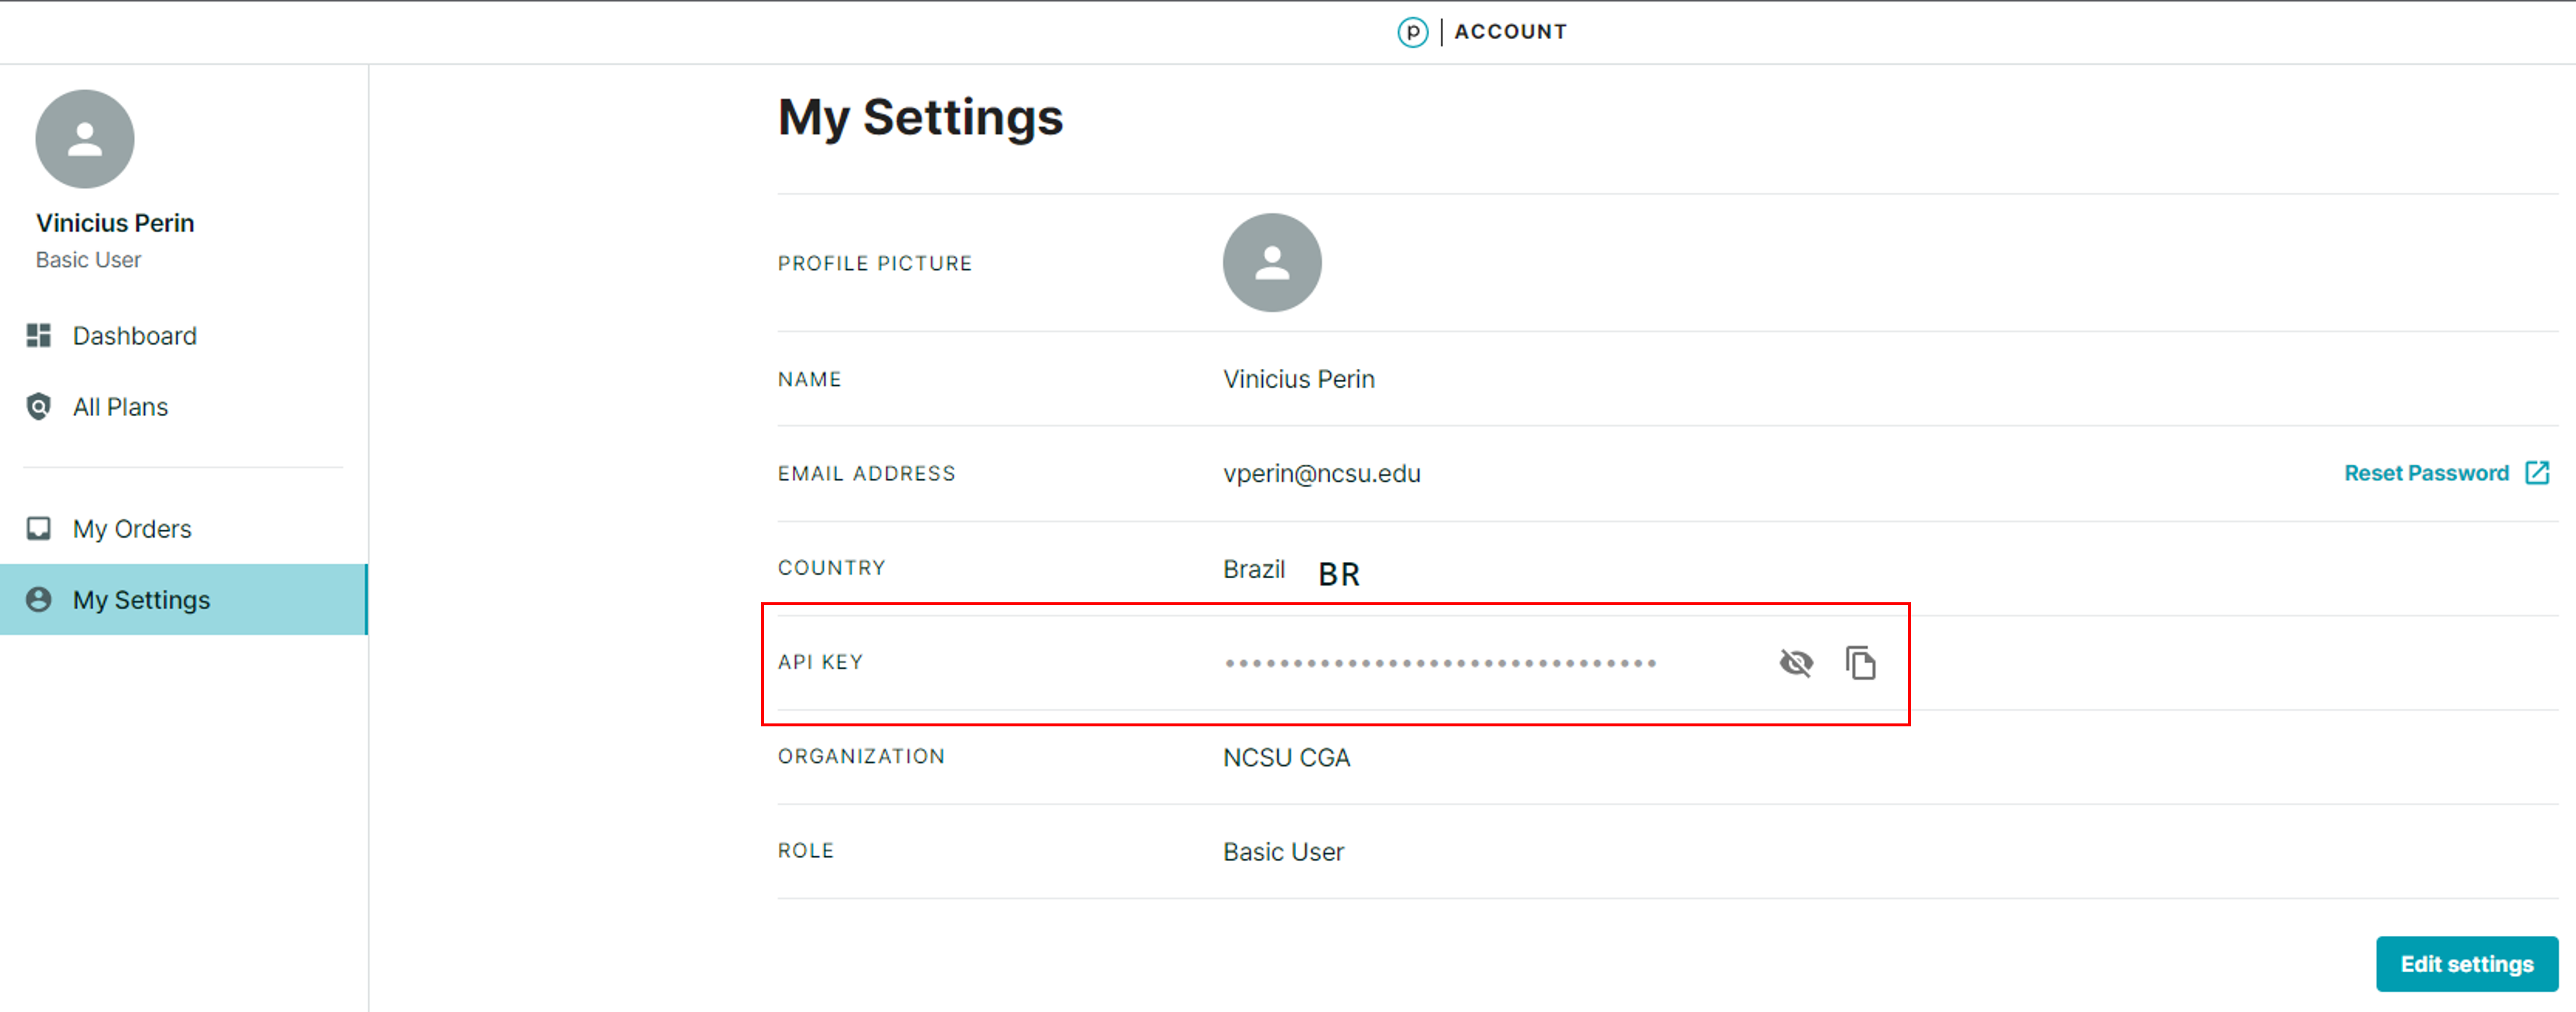 p | ACCOUNT
Vinicius Perin
Basic User
Dashboard
All Plans
My Orders
My Settings
My Settings
PROFILE PICTURE
NAME Vinicius Perin
EMAIL ADDRESS vperin@ncsu.edu Reset Password
COUNTRY Brazil BR
API KEY ••••••••••••••••••••••••••••••••
ORGANIZATION NCSU CGA
ROLE Basic User
Edit settings